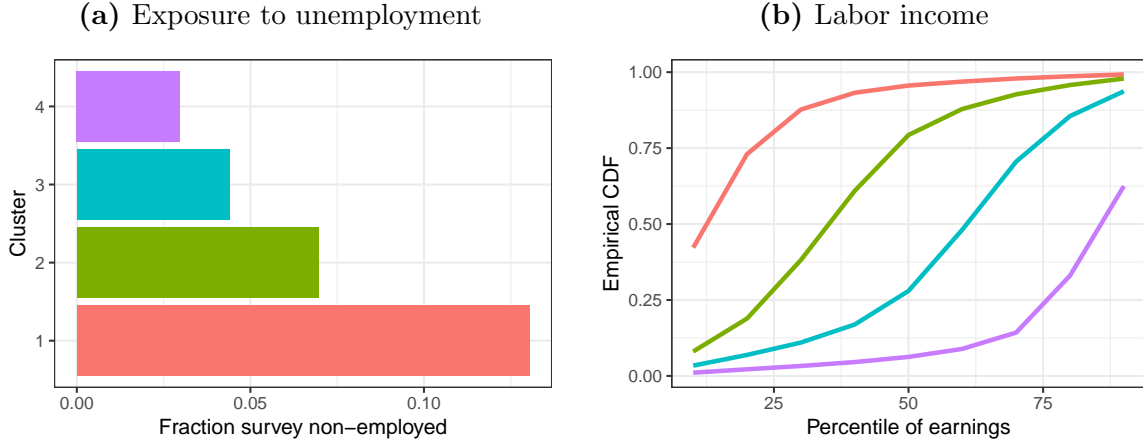 (a) Exposure to unemployment
4
3
2
1
Cluster
0.00
0.05
0.10
Fraction survey non−employed
(b) Labor income
1.00
0.75
0.50
0.25
0.00
Empirical CDF
25
50
75
Percentile of earnings